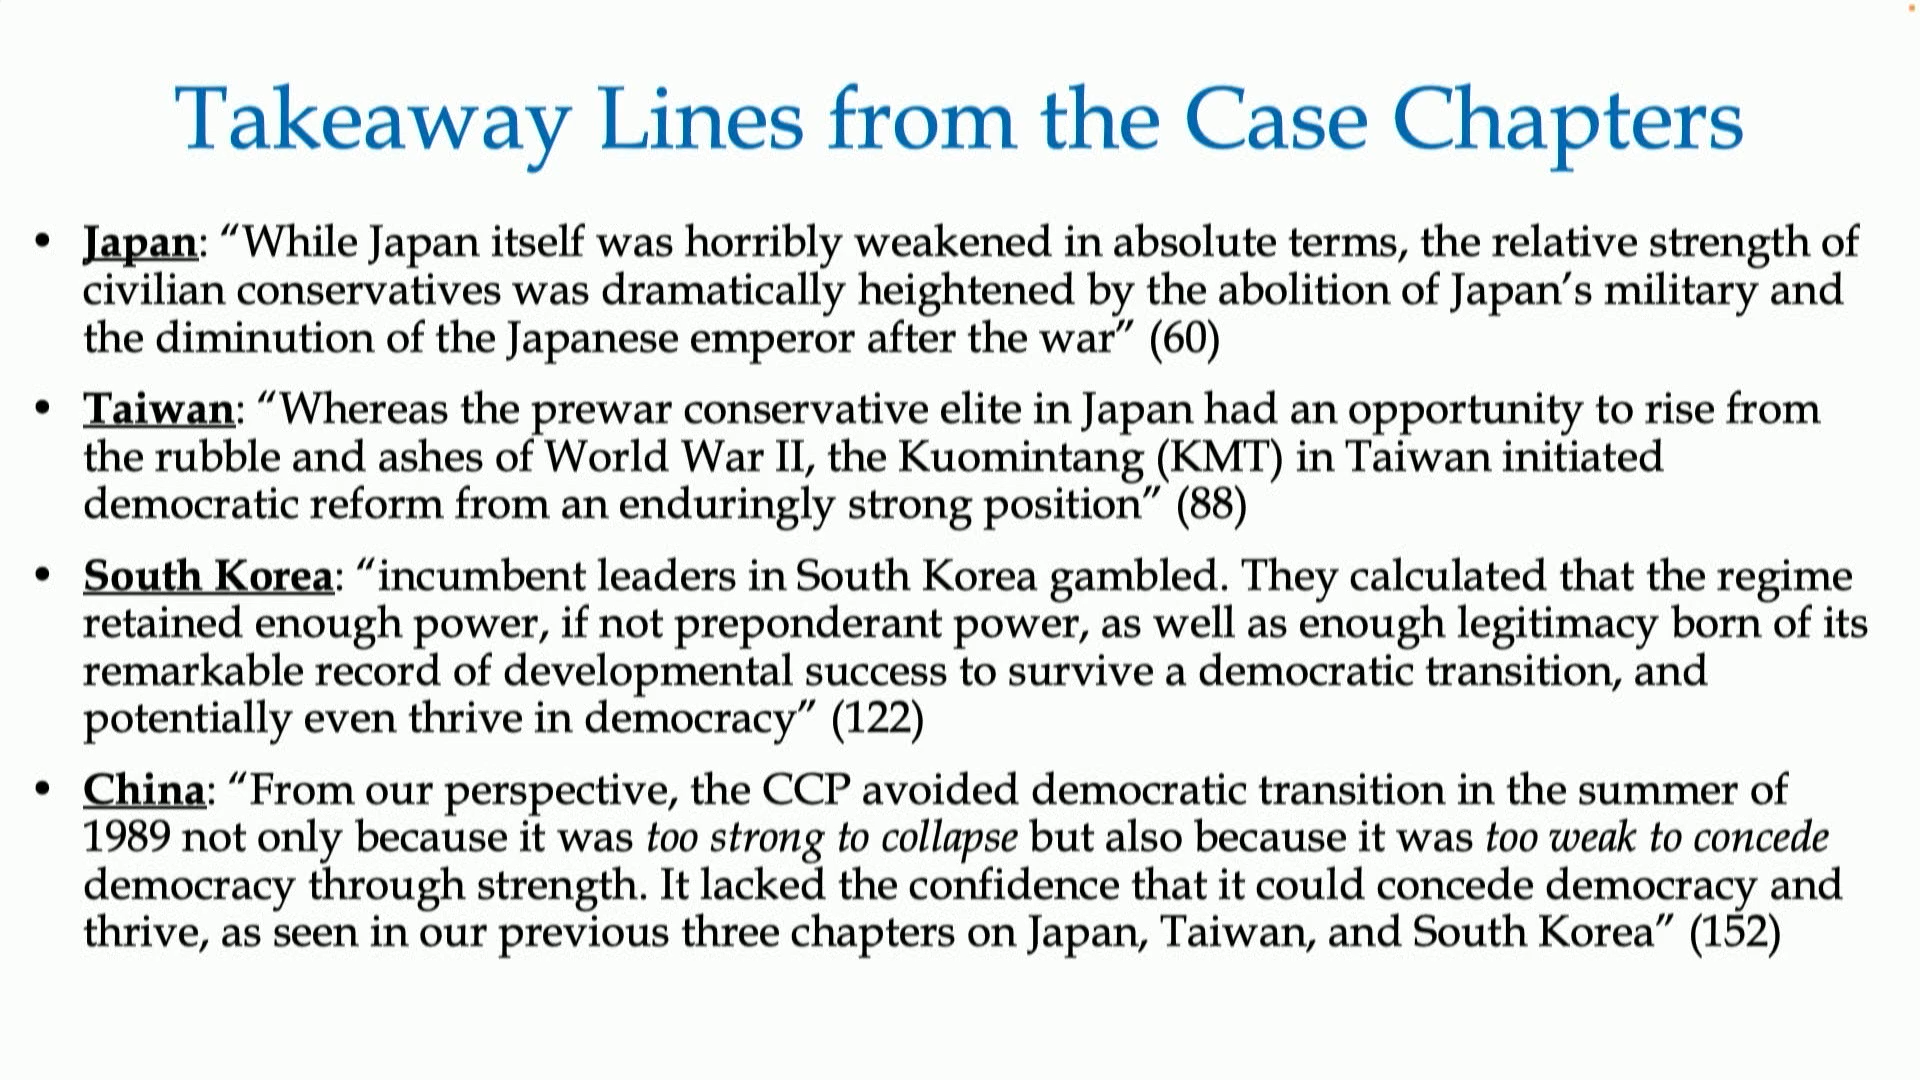 Takeaway Lines from the Case Chapters
• Japan: “While Japan itself was horribly weakened in absolute terms, the relative strength of
civilian conservatives was dramatically heightened by the abolition of Japan’s military and
the diminution of the Japanese emperor after the war” (60)
• Taiwan: “Whereas the prewar conservative elite in Japan had an opportunity to rise from
the rubble and ashes of World War II, the Kuomintang (KMT) in Taiwan initiated
democratic reform from an enduringly strong position” (88)
• South Korea: “incumbent leaders in South Korea gambled. They calculated that the regime
retained enough power, if not preponderant power, as well as enough legitimacy born of its
remarkable record of developmental success to survive a democratic transition, and
potentially even thrive in democracy” (122)
• China: “From our perspective, the CCP avoided democratic transition in the summer of
1989 not only because it was too strong to collapse but also because it was too weak to concede
democracy through strength. It lacked the confidence that it could concede democracy and
thrive, as seen in our previous three chapters on Japan, Taiwan, and South Korea” (152)